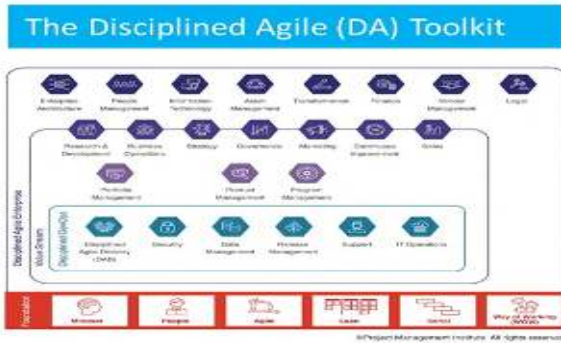 The Disciplined Agile (DA) Toolkit
Enterprise Architecture
People Management
Information Technology
Asset Management
Transformation
Finance
Vendor Management
Legal
Research & Development
Business Operations
Strategy
Governance
Marketing
Continuous Improvement
Sales
Portfolio Management
Product Management
Program Management
Disciplined Agile Delivery (DAD)
Security
Data Management
Release Management
Support
IT Operations
Disciplined Agile Enterprise
Value Stream
Disciplined DevOps
Foundation
Mindset
People
Agile
Lean
Serial
Way of Working (WOW)
©Project Management Institute. All rights reserved